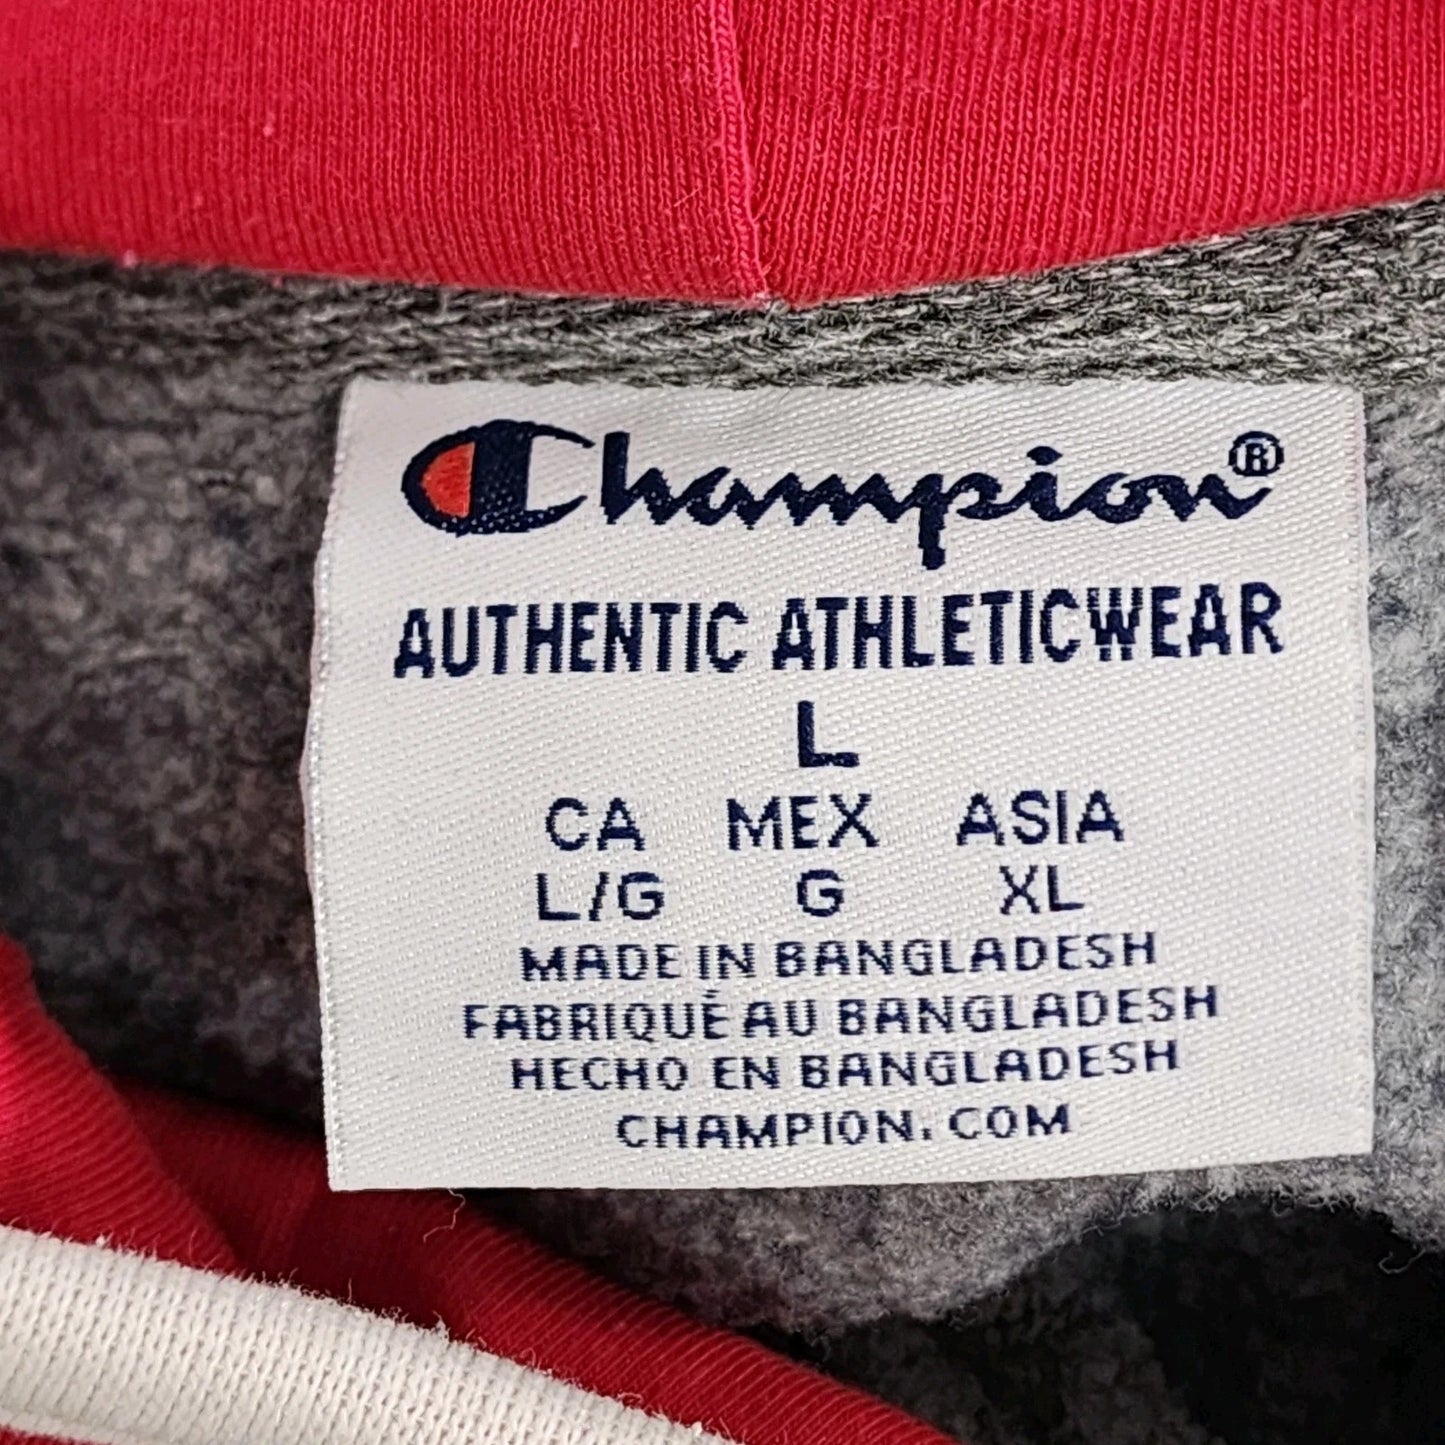 Champion®
AUTHENTIC ATHLETICWEAR
L
CA MEX ASIA
L/G G XL
MADE IN BANGLADESH
FABRIQUÉ AU BANGLADESH
HECHO EN BANGLADESH
CHAMPION.COM